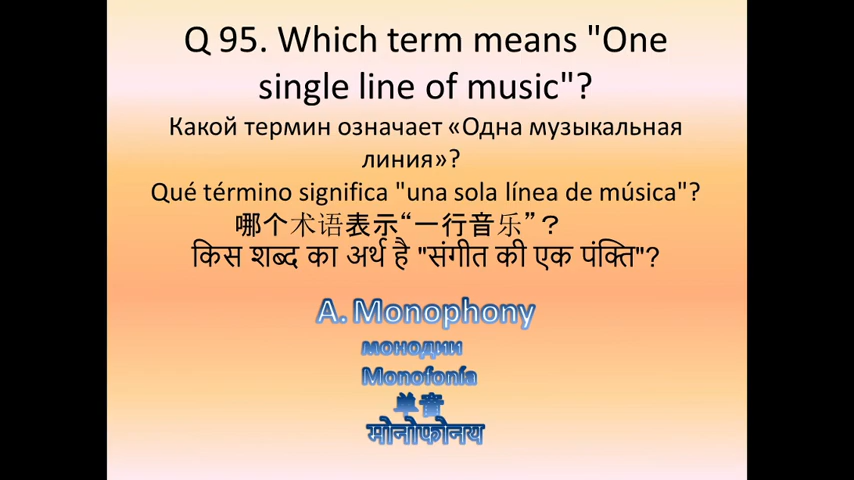 Q 95. Which term means "One
single line of music"?
Какой термин означает «Одна музыкальная
линия»?
Qué término significa "una sola línea de música"?
哪个术语表示“一行音乐”？
किस शब्द का अर्थ है "संगीत की एक पंक्ति"?
A. Monophony
монодии
Monofonía
单音
मोनोफोनय